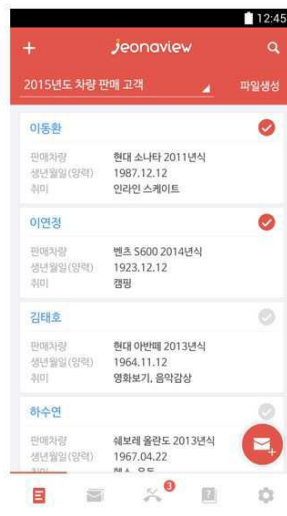 12:45
jeonaview
2015년도 차량 판매 고객
파일생성
이동환
판매차량 현대 소나타 2011년식
생년월일(양력) 1987.12.12
취미 인라인 스케이트
이연정
판매차량 벤츠 S600 2014년식
생년월일(양력) 1923.12.12
취미 캠핑
김태호
판매차량 현대 아반떼 2013년식
생년월일(양력) 1964.11.12
취미 영화보기, 음악감상
하수연
판매차량 쉐보레 올란도 2013년식
생년월일(양력) 1967.04.22
취미 헬스, 운동
3